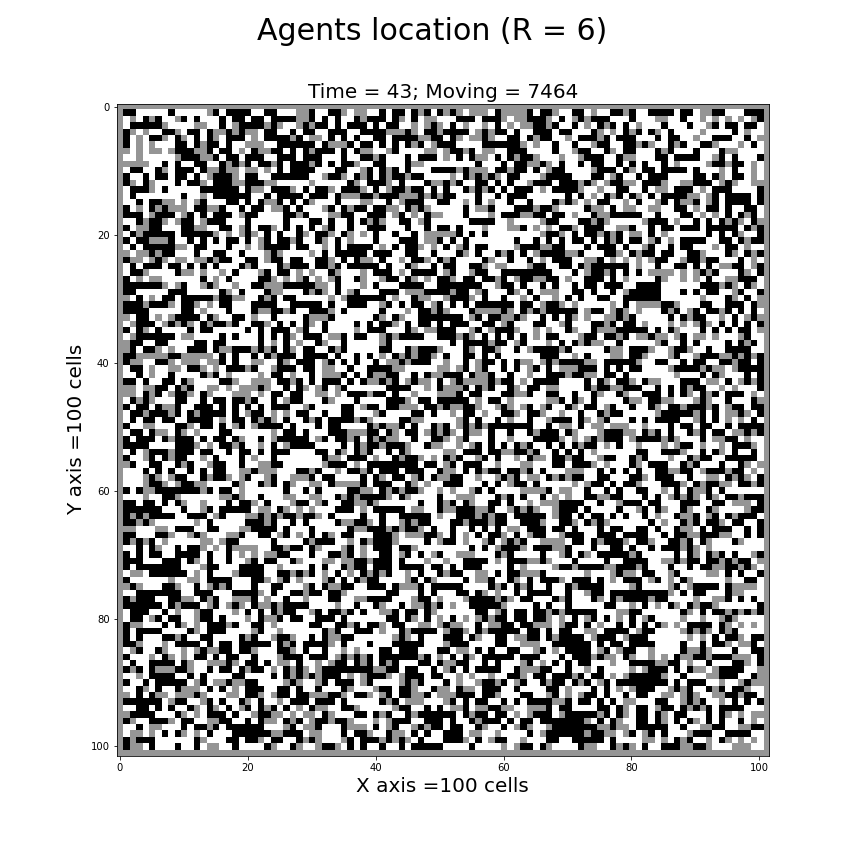 Agents location (R = 6)
Time = 43; Moving = 7464
0
20
40
60
80
100
Y axis =100 cells
0 20 40 60 80 100
X axis =100 cells